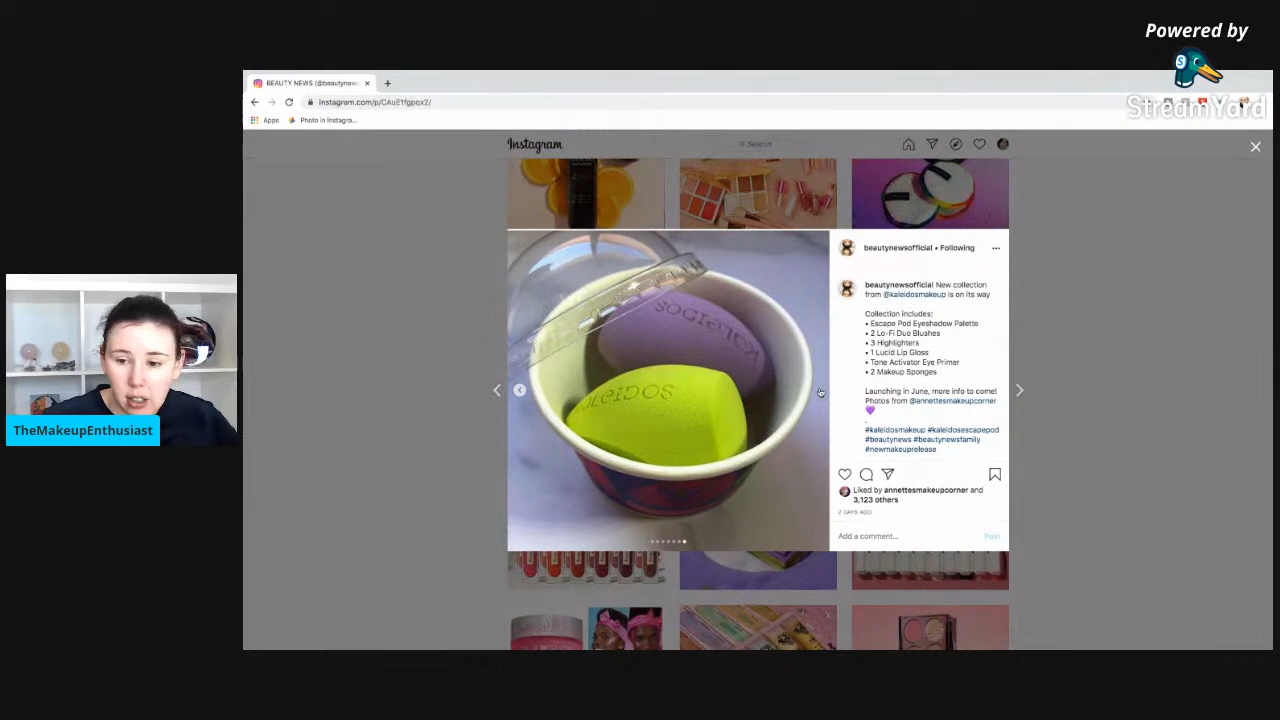 Powered by
StreamYard
BEAUTY NEWS (@beautynew
instagram.com/p/CAuE1fgpqx2/
Apps
Photo in Instagra...
Instagram
Search
KALEIDOS
beautynewsofficial • Following
beautynewsofficial New collection
from @kaleidosmakeup is on its way
Collection includes:
• Escape Pod Eyeshadow Palette
• 2 Lo-Fi Duo Blushes
• 3 Highlighters
• 1 Lucid Lip Gloss
• Tone Activator Eye Primer
• 2 Makeup Sponges
Launching in June, more info to come!
Photos from @annettesmakeupcorner
.
#kaleidosmakeup #kaleidosescapepod
#beautynews #beautynewsfamily
#newmakeuprelease
Liked by annettesmakeupcorner and
3,123 others
2 DAYS AGO
Add a comment...
Post
TheMakeupEnthusiast